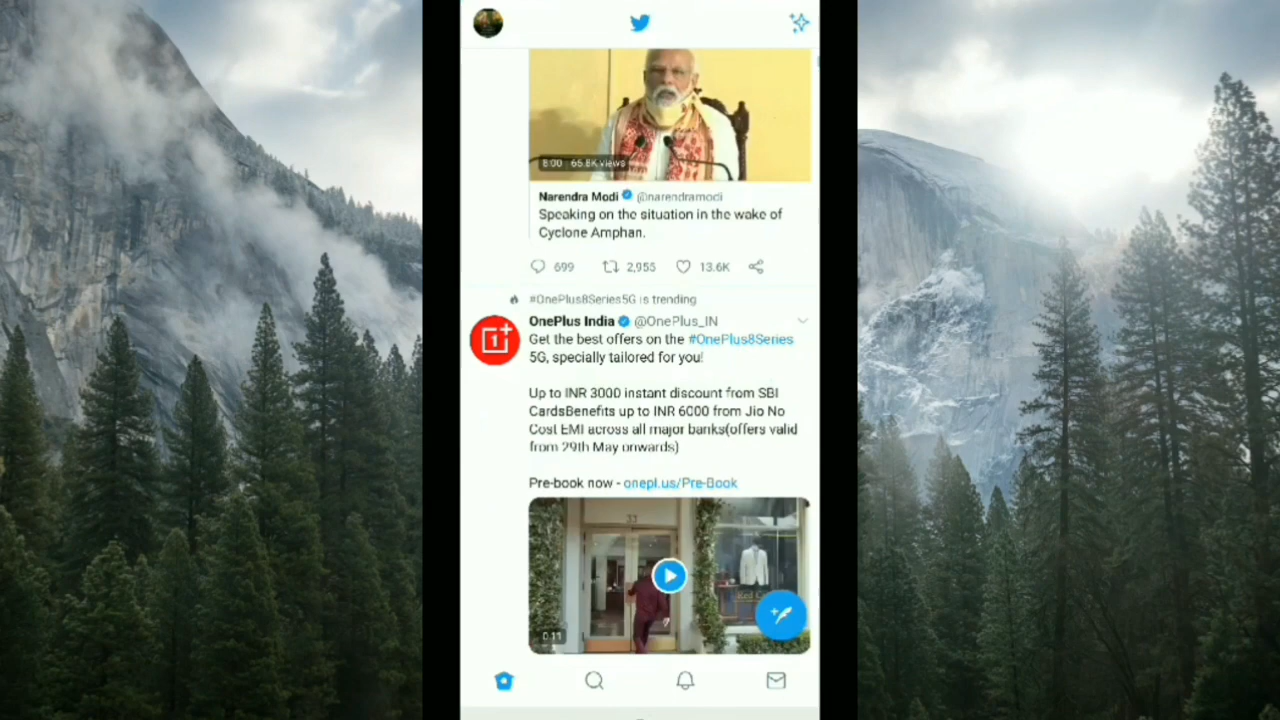 8:00 65.8K views
Narendra Modi @narendramodi
Speaking on the situation in the wake of
Cyclone Amphan.
699 2,955 13.6K
#OnePlus8Series5G is trending
OnePlus India @OnePlus_IN
Get the best offers on the #OnePlus8Series
5G, specially tailored for you!
Up to INR 3000 instant discount from SBI
CardsBenefits up to INR 6000 from Jio No
Cost EMI across all major banks(offers valid
from 29th May onwards)
Pre-book now - onepl.us/Pre-Book
33
0:11